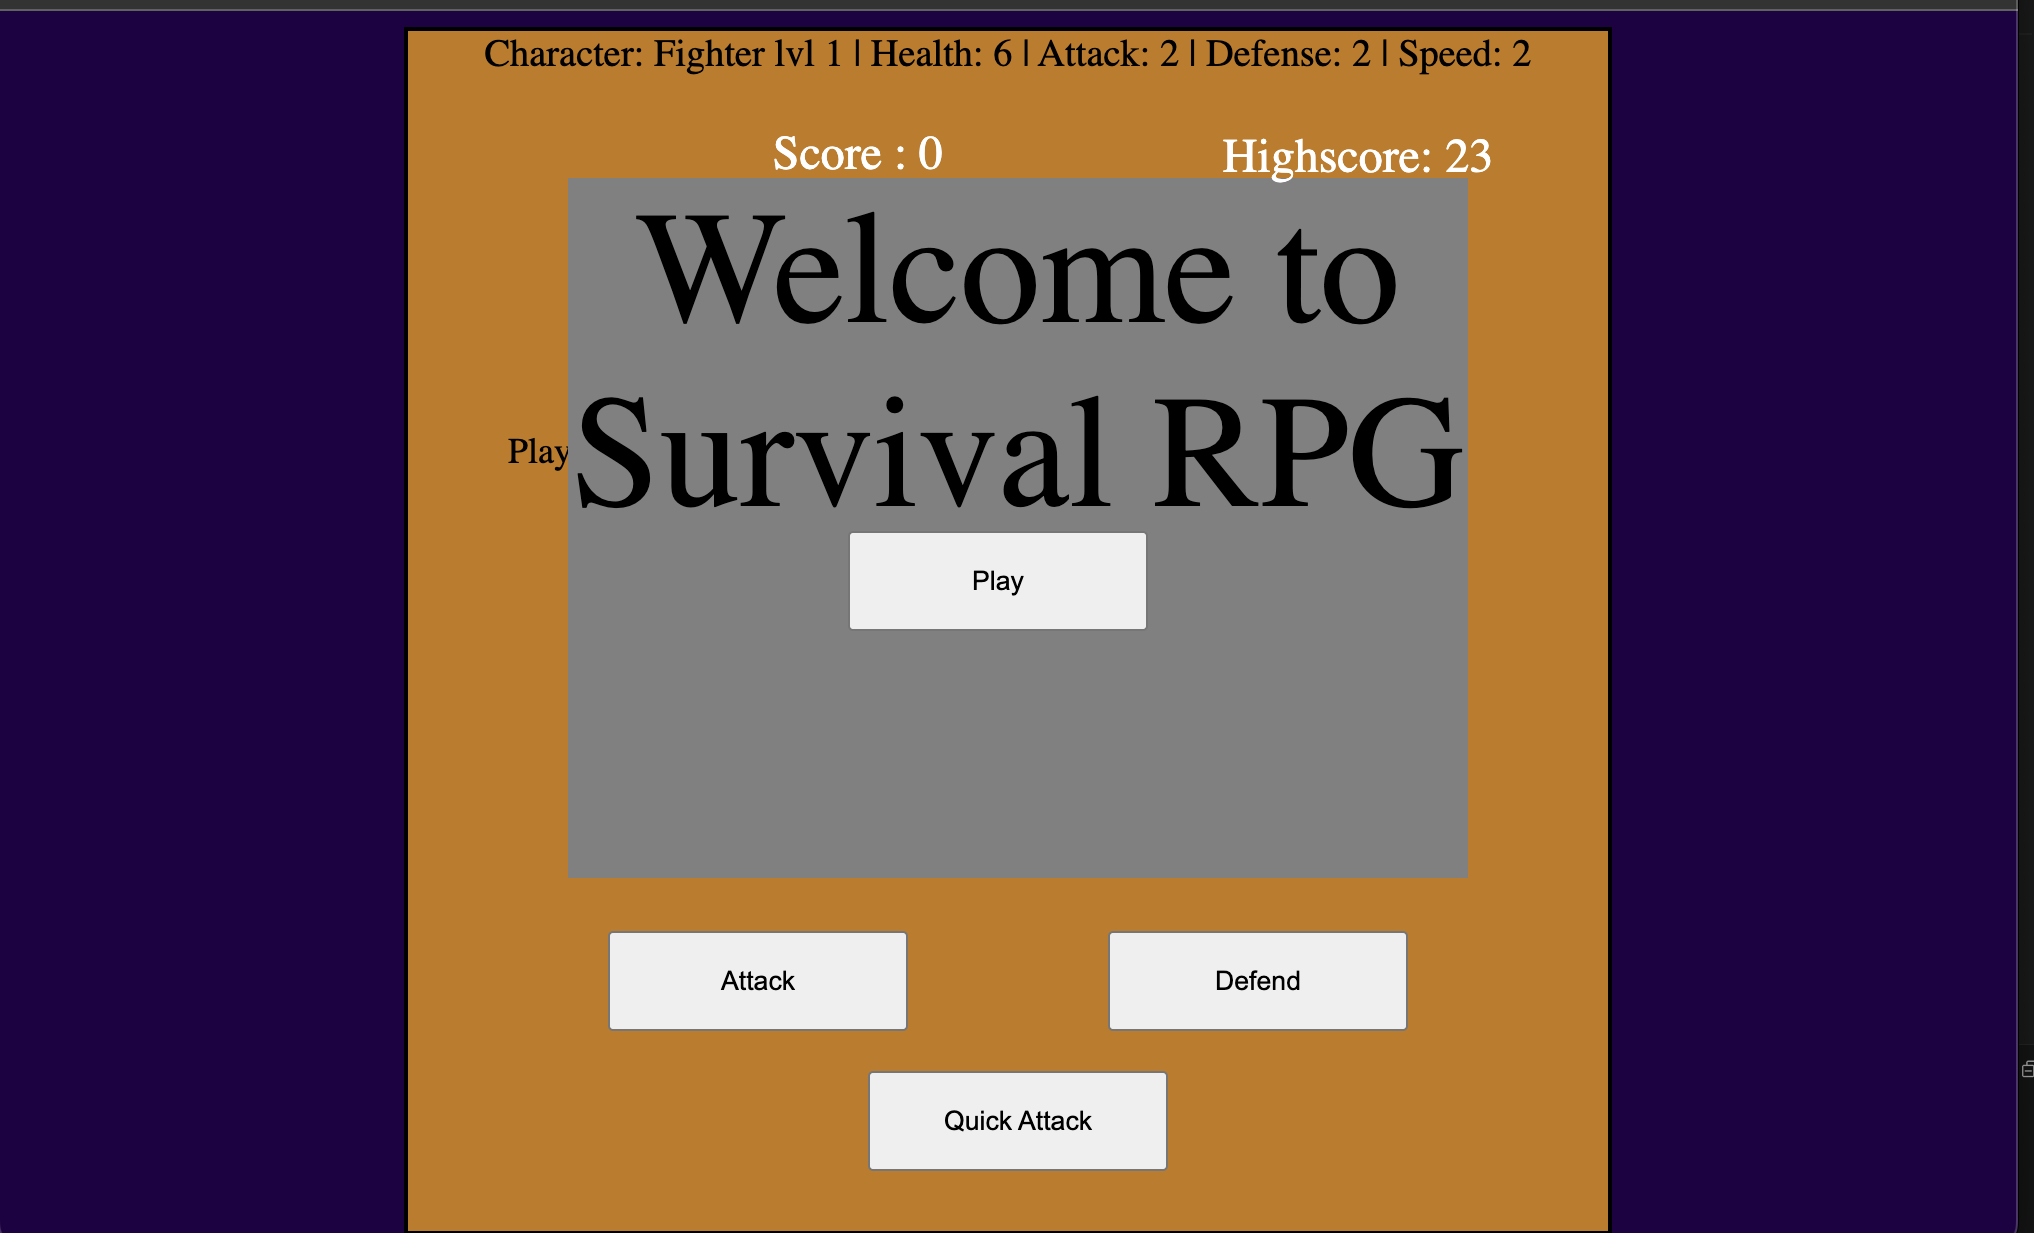 Character: Fighter lvl 1 | Health: 6 | Attack: 2 | Defense: 2 | Speed: 2
Score : 0
Highscore: 23
Welcome to
Survival RPG
Play
Play
Attack
Defend
Quick Attack